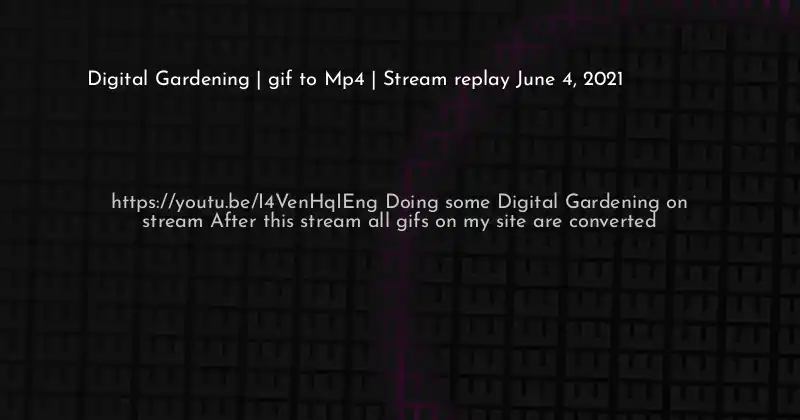 Digital Gardening | gif to Mp4 | Stream replay June 4, 2021
https://youtu.be/I4VenHqIEng Doing some Digital Gardening on
stream After this stream all gifs on my site are converted